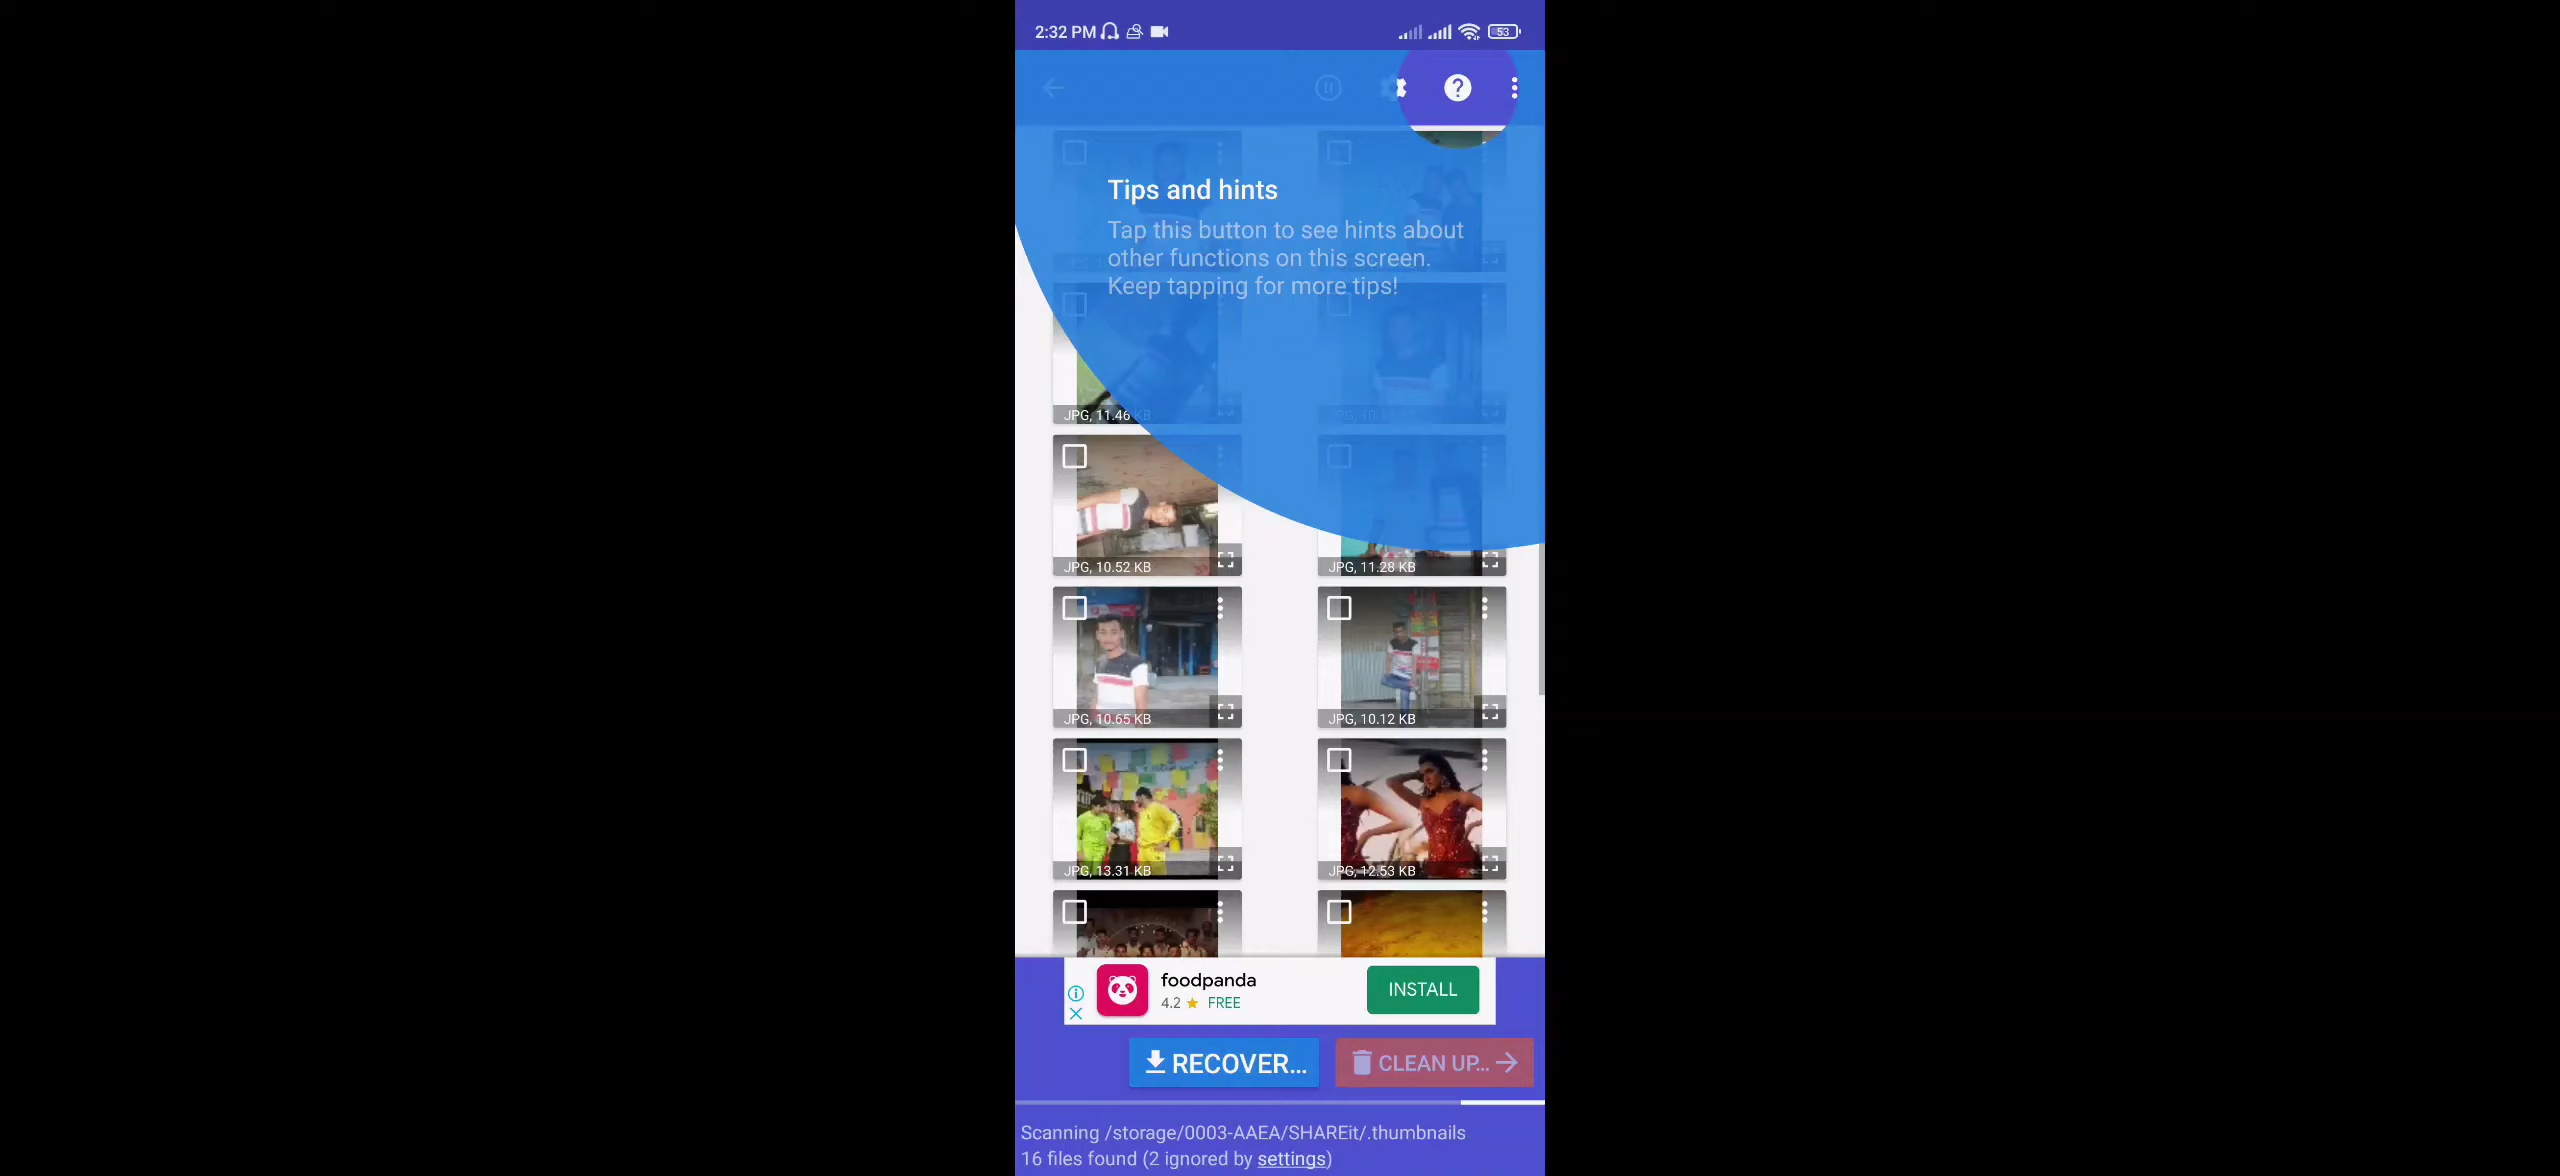 2:32 PM
53
Tips and hints
Tap this button to see hints about
other functions on this screen.
Keep tapping for more tips!
JPG, 11.46 KB
JPG, 10.52 KB
JPG, 11.28 KB
JPG, 10.65 KB
JPG, 10.12 KB
JPG, 13.31 KB
JPG, 12.53 KB
foodpanda
4.2 ★ FREE
INSTALL
RECOVER...
CLEAN UP...
Scanning /storage/0003-AAEA/SHAREit/.thumbnails
16 files found (2 ignored by settings)